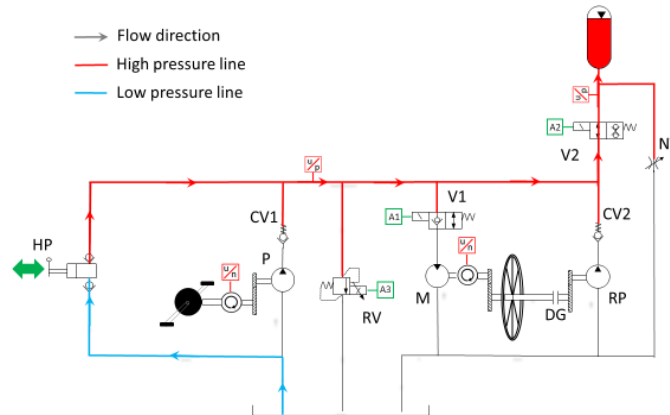 Flow direction
High pressure line
Low pressure line
u/p
A2
V2
N
u/p
CV1
V1
A1
CV2
HP
P
u/n
u/n
A3
RV
M
DG
RP